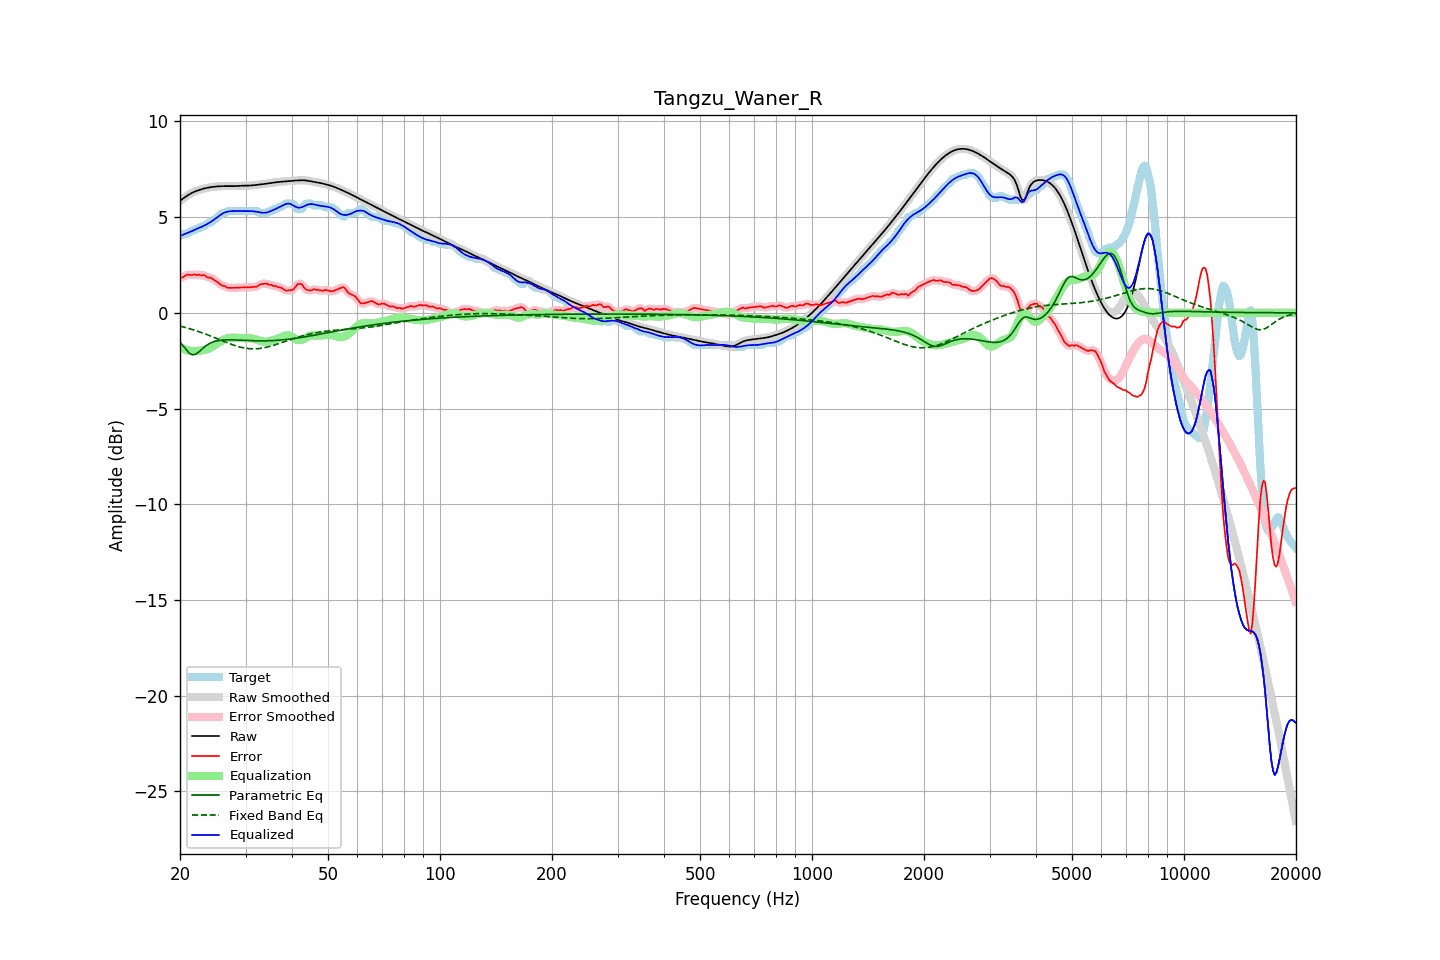 Tangzu_Waner_R
10
5
0
−5
−10
−15
−20
−25
Amplitude (dBr)
Target
Raw Smoothed
Error Smoothed
Raw
Error
Equalization
Parametric Eq
Fixed Band Eq
Equalized
20 50 100 200 500 1000 2000 5000 10000 20000
Frequency (Hz)